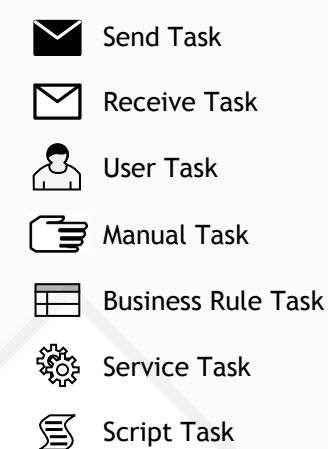 Send Task
Receive Task
User Task
Manual Task
Business Rule Task
Service Task
Script Task